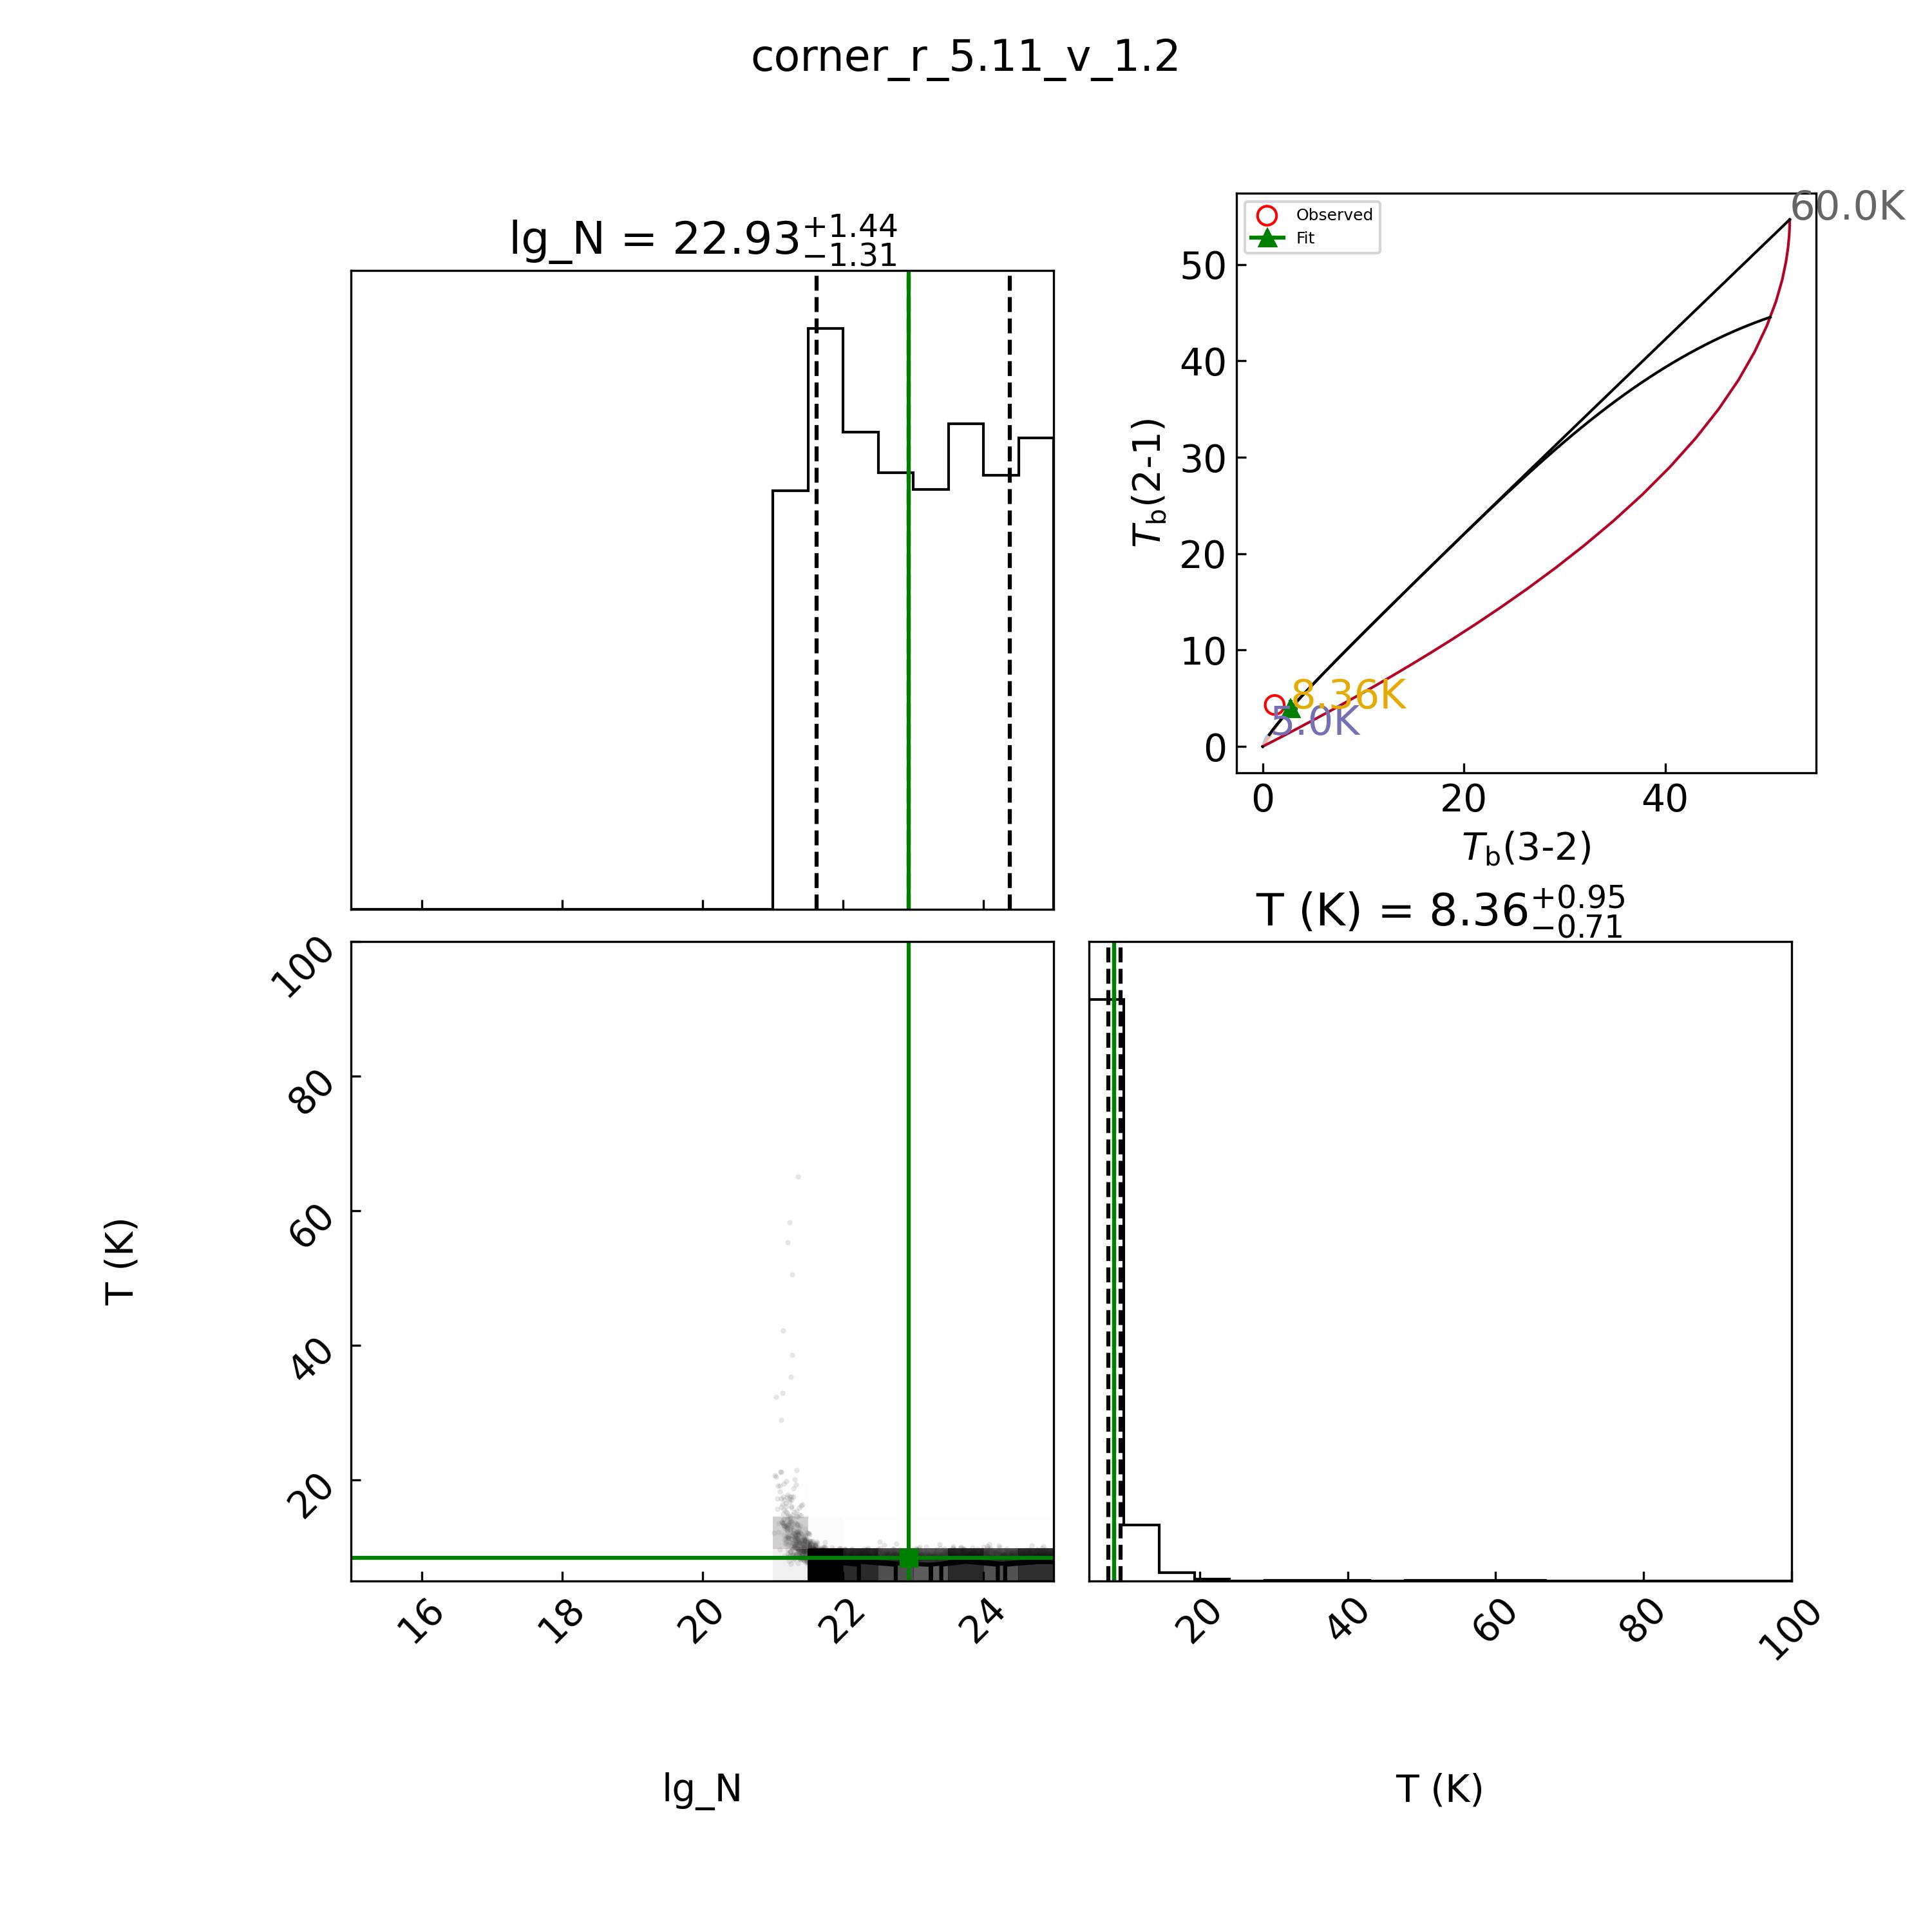 corner_r_5.11_v_1.2
lg_N = 22.93+1.44 −1.31
60.0K
Observed
Fit
50
40
30
20
10
0
Tb(2-1)
8.36K
5.0K
0 20 40
Tb(3-2)
T (K) = 8.36+0.95 −0.71
100
80
60
40
20
T (K)
16 18 20 22 24
20 40 60 80 100
lg_N
T (K)